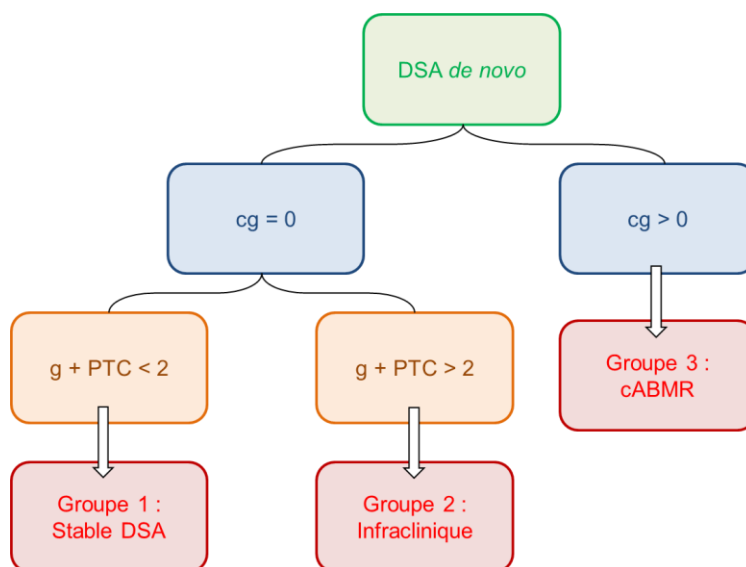 DSA de novo
cg = 0
cg > 0
g + PTC < 2
g + PTC > 2
Groupe 3 :
cABMR
Groupe 1 :
Stable DSA
Groupe 2 :
Infraclinique